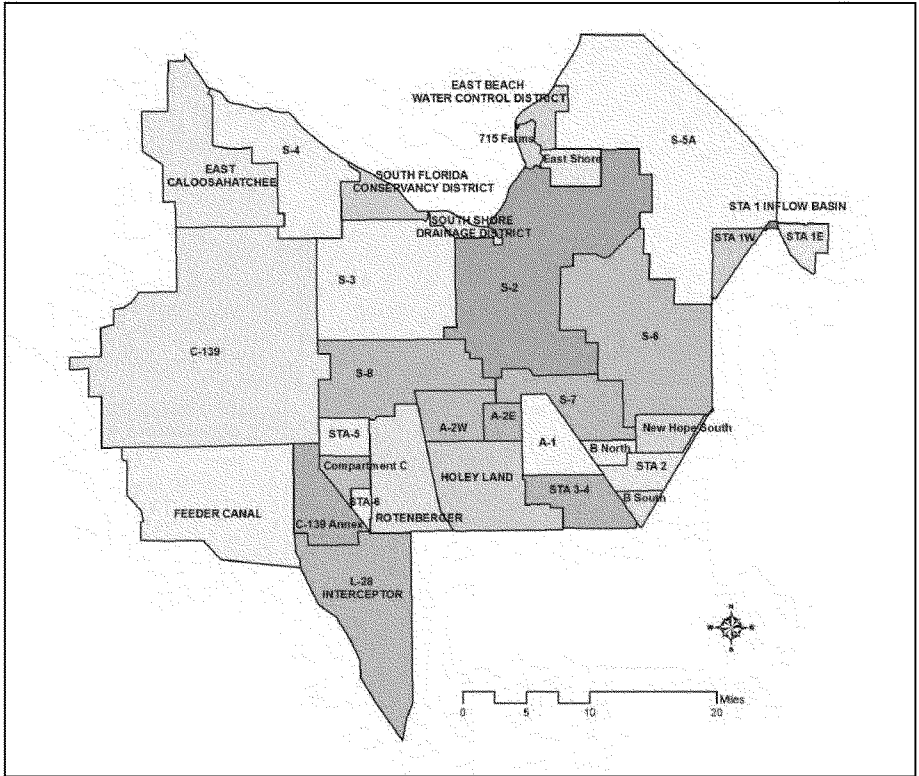 EAST BEACH
WATER CONTROL DISTRICT
715 Farms
S-5A
S-4
East Shore
EAST
CALOOSAHATCHEE
SOUTH FLORIDA
CONSERVANCY DISTRICT
STA 1 INFLOW BASIN
SOUTH SHORE
DRAINAGE DISTRICT
STA 1W
STA 1E
S-3
S-2
S-6
C-139
S-8
S-7
A-2W
A-2E
New Hope South
STA-5
A-1
B North
Compartment C
STA 2
HOLEY LAND
STA 3-4
B South
STA-6
FEEDER CANAL
ROTENBERGER
C-139 Annex
L-28
INTERCEPTOR
N
W
E
S
Miles
0
5
10
20